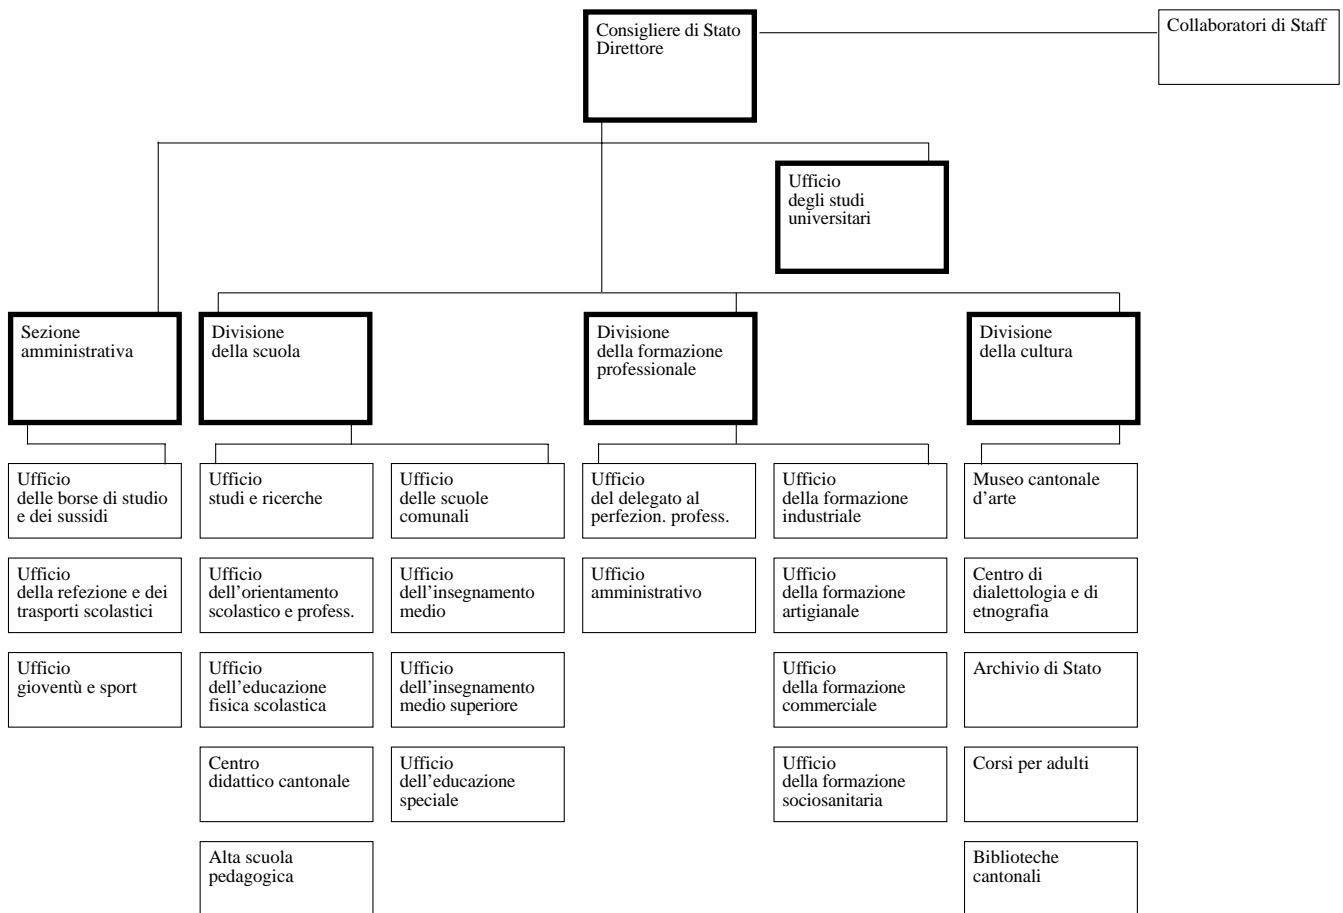 Consigliere di Stato
Direttore
Collaboratori di Staff
Ufficio
degli studi
universitari
Sezione
amministrativa
Divisione
della scuola
Divisione
della formazione
professionale
Divisione
della cultura
Ufficio
delle borse di studio
e dei sussidi
Ufficio
studi e ricerche
Ufficio
delle scuole
comunali
Ufficio
del delegato al
perfezion. profess.
Ufficio
della formazione
industriale
Museo cantonale
d’arte
Ufficio
della refezione e dei
trasporti scolastici
Ufficio
dell’orientamento
scolastico e profess.
Ufficio
dell’insegnamento
medio
Ufficio
amministrativo
Ufficio
della formazione
artigianale
Centro di
dialettologia e di
etnografia
Ufficio
gioventù e sport
Ufficio
dell’educazione
fisica scolastica
Ufficio
dell’insegnamento
medio superiore
Ufficio
della formazione
commerciale
Archivio di Stato
Centro
didattico cantonale
Ufficio
dell’educazione
speciale
Ufficio
della formazione
sociosanitaria
Corsi per adulti
Alta scuola
pedagogica
Biblioteche
cantonali